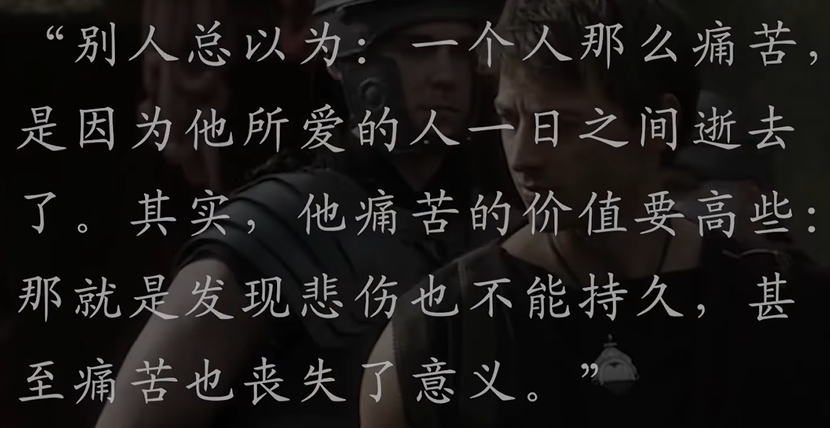 “别人总以为：一个人那么痛苦，
是因为他所爱的人一日之间逝去
了。其实，他痛苦的价值要高些：
那就是发现悲伤也不能持久，甚
至痛苦也丧失了意义。”